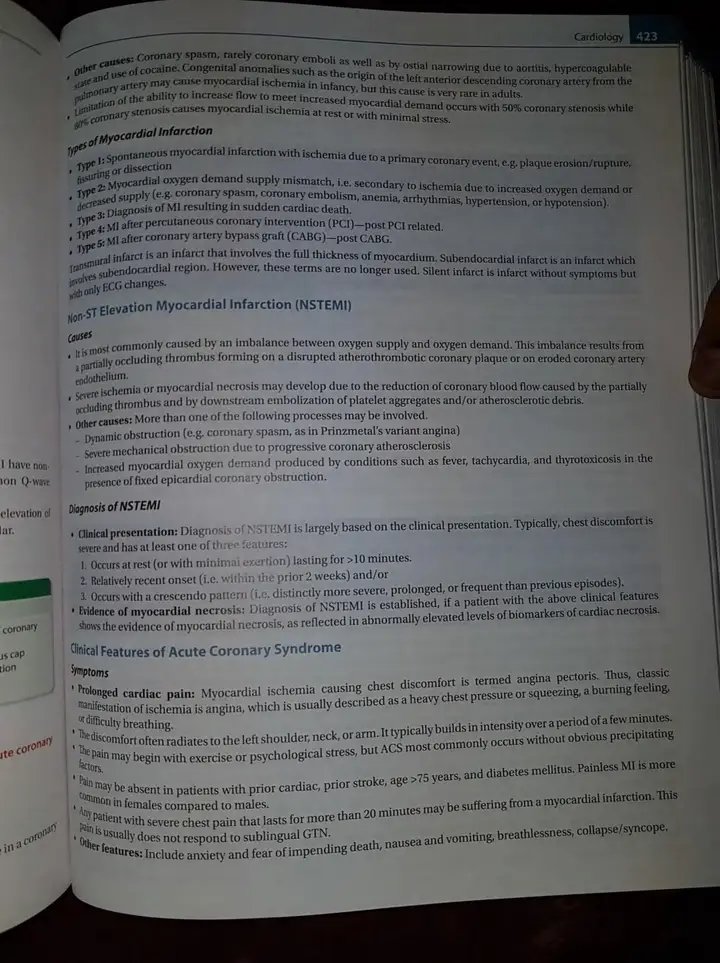 Cardiology 423
• Other causes: Coronary spasm, rarely coronary emboli as well as by ostial narrowing due to aortitis, hypercoagulable
state and use of cocaine. Congenital anomalies such as the origin of the left anterior descending coronary artery from the
pulmonary artery may cause myocardial ischemia in infancy, but this cause is very rare in adults.
• Limitation of the ability to increase flow to meet increased myocardial demand occurs with 50% coronary stenosis while
80% coronary stenosis causes myocardial ischemia at rest or with minimal stress.
Types of Myocardial Infarction
• Type 1: Spontaneous myocardial infarction with ischemia due to a primary coronary event, e.g. plaque erosion/rupture,
fissuring or dissection
• Type 2: Myocardial oxygen demand supply mismatch, i.e. secondary to ischemia due to increased oxygen demand or
decreased supply (e.g. coronary spasm, coronary embolism, anemia, arrhythmias, hypertension, or hypotension).
• Type 3: Diagnosis of MI resulting in sudden cardiac death.
• Type 4: MI after percutaneous coronary intervention (PCI)—post PCI related.
• Type 5: MI after coronary artery bypass graft (CABG)—post CABG.
Transmural infarct is an infarct that involves the full thickness of myocardium. Subendocardial infarct is an infarct which
involves subendocardial region. However, these terms are no longer used. Silent infarct is infarct without symptoms but
with only ECG changes.
Non-ST Elevation Myocardial Infarction (NSTEMI)
Causes
• It is most commonly caused by an imbalance between oxygen supply and oxygen demand. This imbalance results from
a partially occluding thrombus forming on a disrupted atherothrombotic coronary plaque or on eroded coronary artery
endothelium.
• Severe ischemia or myocardial necrosis may develop due to the reduction of coronary blood flow caused by the partially
occluding thrombus and by downstream embolization of platelet aggregates and/or atherosclerotic debris.
• Other causes: More than one of the following processes may be involved.
– Dynamic obstruction (e.g. coronary spasm, as in Prinzmetal's variant angina)
– Severe mechanical obstruction due to progressive coronary atherosclerosis
– Increased myocardial oxygen demand produced by conditions such as fever, tachycardia, and thyrotoxicosis in the
presence of fixed epicardial coronary obstruction.
Diagnosis of NSTEMI
• Clinical presentation: Diagnosis of NSTEMI is largely based on the clinical presentation. Typically, chest discomfort is
severe and has at least one of three features:
1. Occurs at rest (or with minimal exertion) lasting for >10 minutes.
2. Relatively recent onset (i.e. within the prior 2 weeks) and/or
3. Occurs with a crescendo pattern (i.e. distinctly more severe, prolonged, or frequent than previous episodes).
• Evidence of myocardial necrosis: Diagnosis of NSTEMI is established, if a patient with the above clinical features
shows the evidence of myocardial necrosis, as reflected in abnormally elevated levels of biomarkers of cardiac necrosis.
Clinical Features of Acute Coronary Syndrome
Symptoms
• Prolonged cardiac pain: Myocardial ischemia causing chest discomfort is termed angina pectoris. Thus, classic
manifestation of ischemia is angina, which is usually described as a heavy chest pressure or squeezing, a burning feeling,
or difficulty breathing.
• The discomfort often radiates to the left shoulder, neck, or arm. It typically builds in intensity over a period of a few minutes.
• The pain may begin with exercise or psychological stress, but ACS most commonly occurs without obvious precipitating
factors.
• Pain may be absent in patients with prior cardiac, prior stroke, age >75 years, and diabetes mellitus. Painless MI is more
common in females compared to males.
• Any patient with severe chest pain that lasts for more than 20 minutes may be suffering from a myocardial infarction. This
pain is usually does not respond to sublingual GTN.
• Other features: Include anxiety and fear of impending death, nausea and vomiting, breathlessness, collapse/syncope.
I have non-
non Q-wave
elevation of
lar.
coronary
us cap
tion
ute coronary
in a coronary